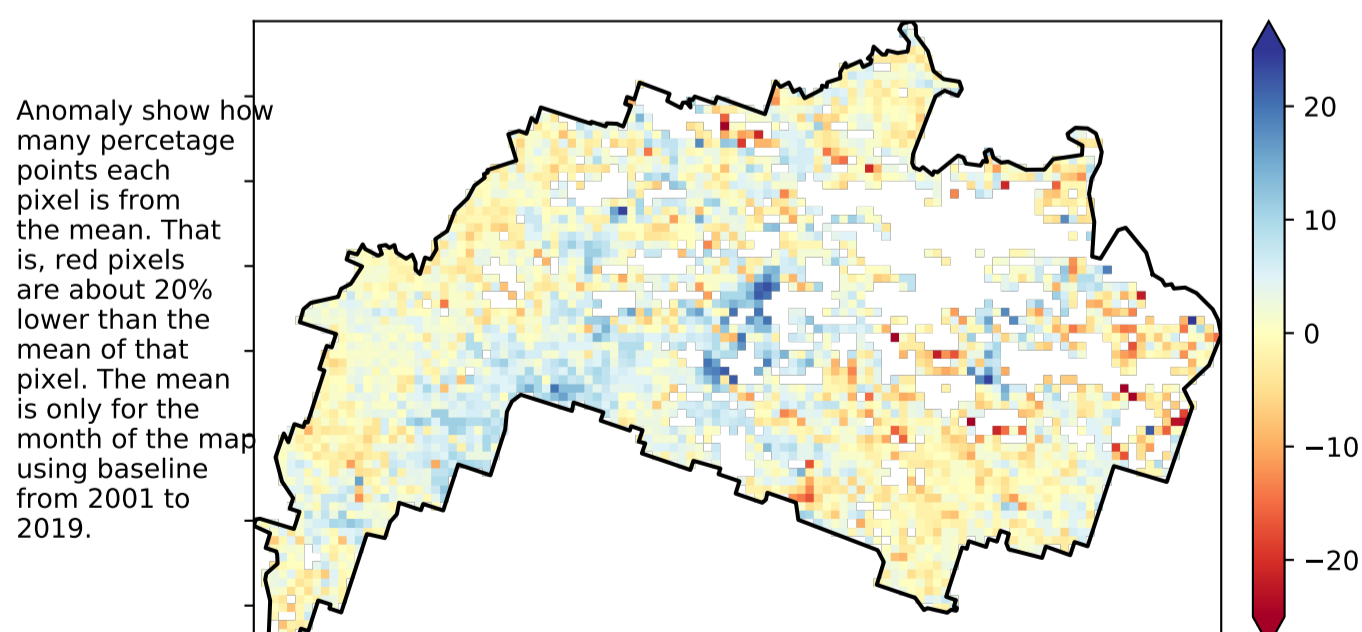 Anomaly show how
many percetage
points each
pixel is from
the mean. That
is, red pixels
are about 20%
lower than the
mean of that
pixel. The mean
is only for the
month of the map
using baseline
from 2001 to
2019.
20
10
0
−10
−20